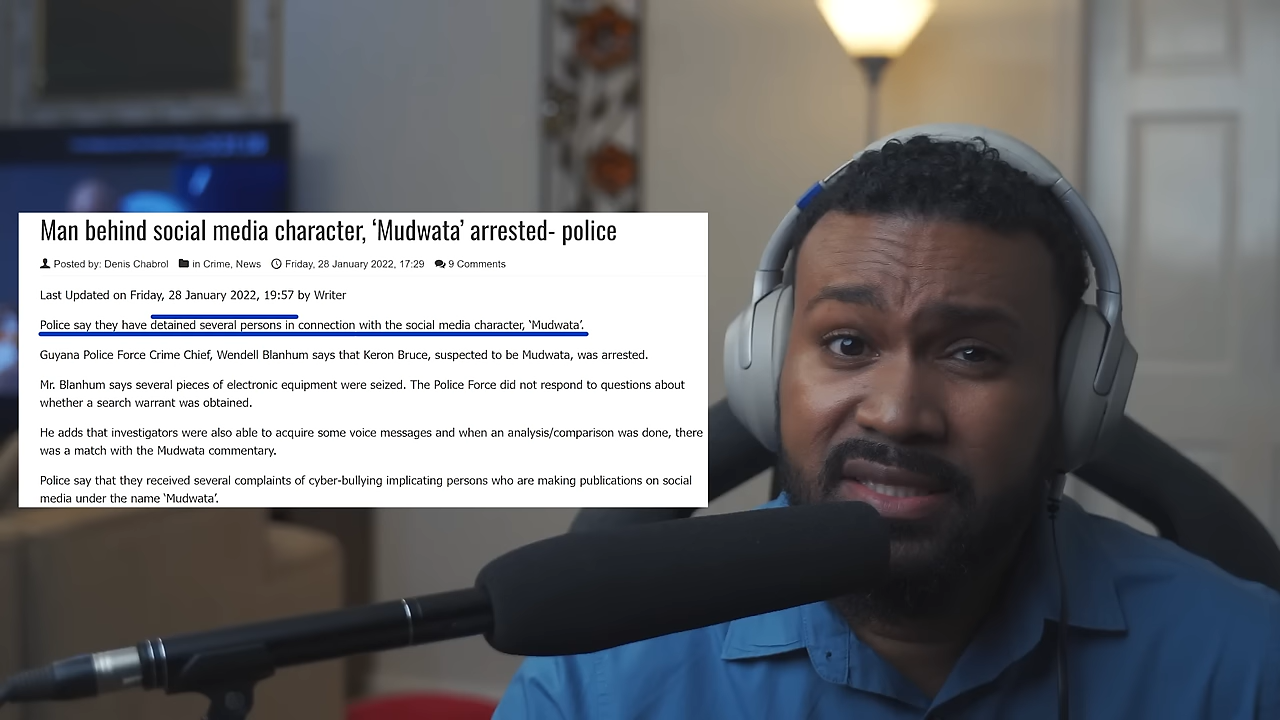 Man behind social media character, ‘Mudwata’ arrested- police
Posted by: Denis Chabrol in Crime, News Friday, 28 January 2022, 17:29 9 Comments
Last Updated on Friday, 28 January 2022, 19:57 by Writer
Police say they have detained several persons in connection with the social media character, ‘Mudwata’.
Guyana Police Force Crime Chief, Wendell Blanhum says that Keron Bruce, suspected to be Mudwata, was arrested.
Mr. Blanhum says several pieces of electronic equipment were seized. The Police Force did not respond to questions about
whether a search warrant was obtained.
He adds that investigators were also able to acquire some voice messages and when an analysis/comparison was done, there
was a match with the Mudwata commentary.
Police say that they received several complaints of cyber-bullying implicating persons who are making publications on social
media under the name ‘Mudwata’.